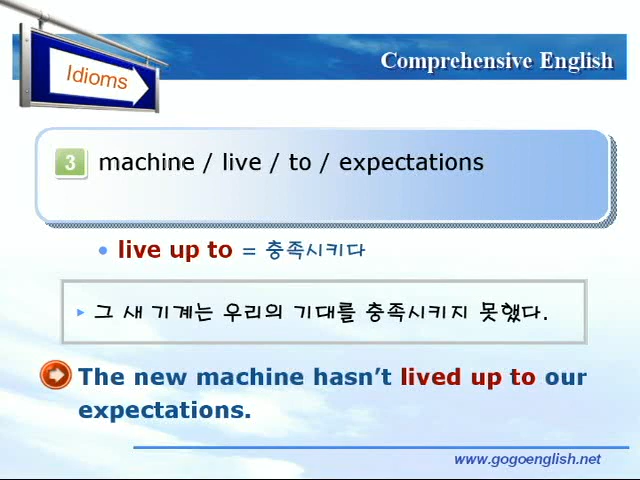 Idioms
Comprehensive English
3 machine / live / to / expectations
• live up to = 충족시키다
▸ 그 새 기계는 우리의 기대를 충족시키지 못했다.
The new machine hasn't lived up to our
expectations.
www.gogoenglish.net